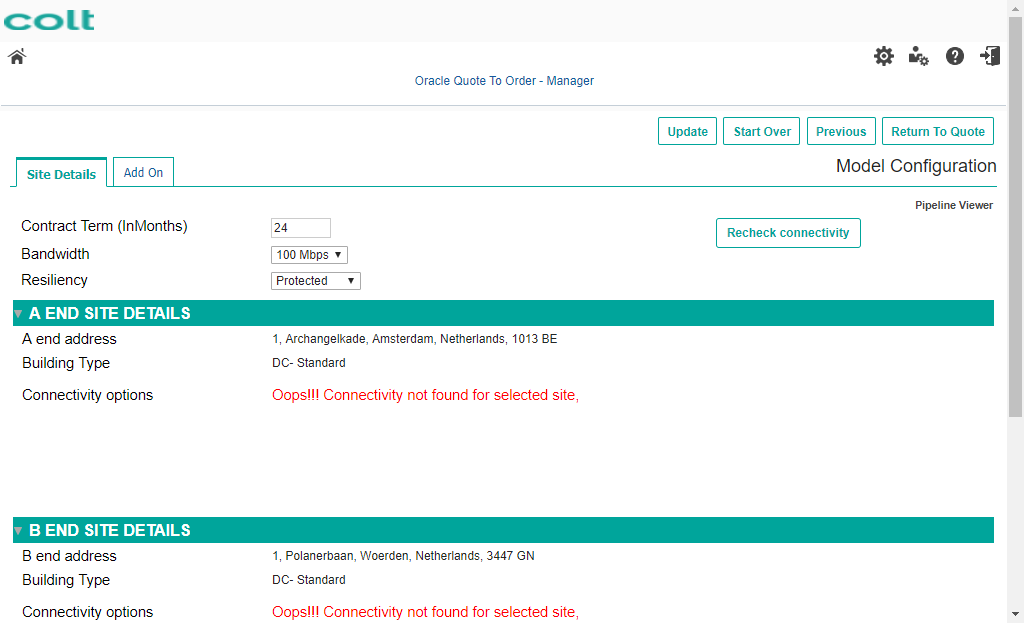 colt
Oracle Quote To Order - Manager
Update Start Over Previous Return To Quote
Site Details Add On Model Configuration
Pipeline Viewer
Contract Term (InMonths) 24 Recheck connectivity
Bandwidth 100 Mbps
Resiliency Protected
A END SITE DETAILS
A end address 1, Archangelkade, Amsterdam, Netherlands, 1013 BE
Building Type DC- Standard
Connectivity options Oops!!! Connectivity not found for selected site,
B END SITE DETAILS
B end address 1, Polanerbaan, Woerden, Netherlands, 3447 GN
Building Type DC- Standard
Connectivity options Oops!!! Connectivity not found for selected site,